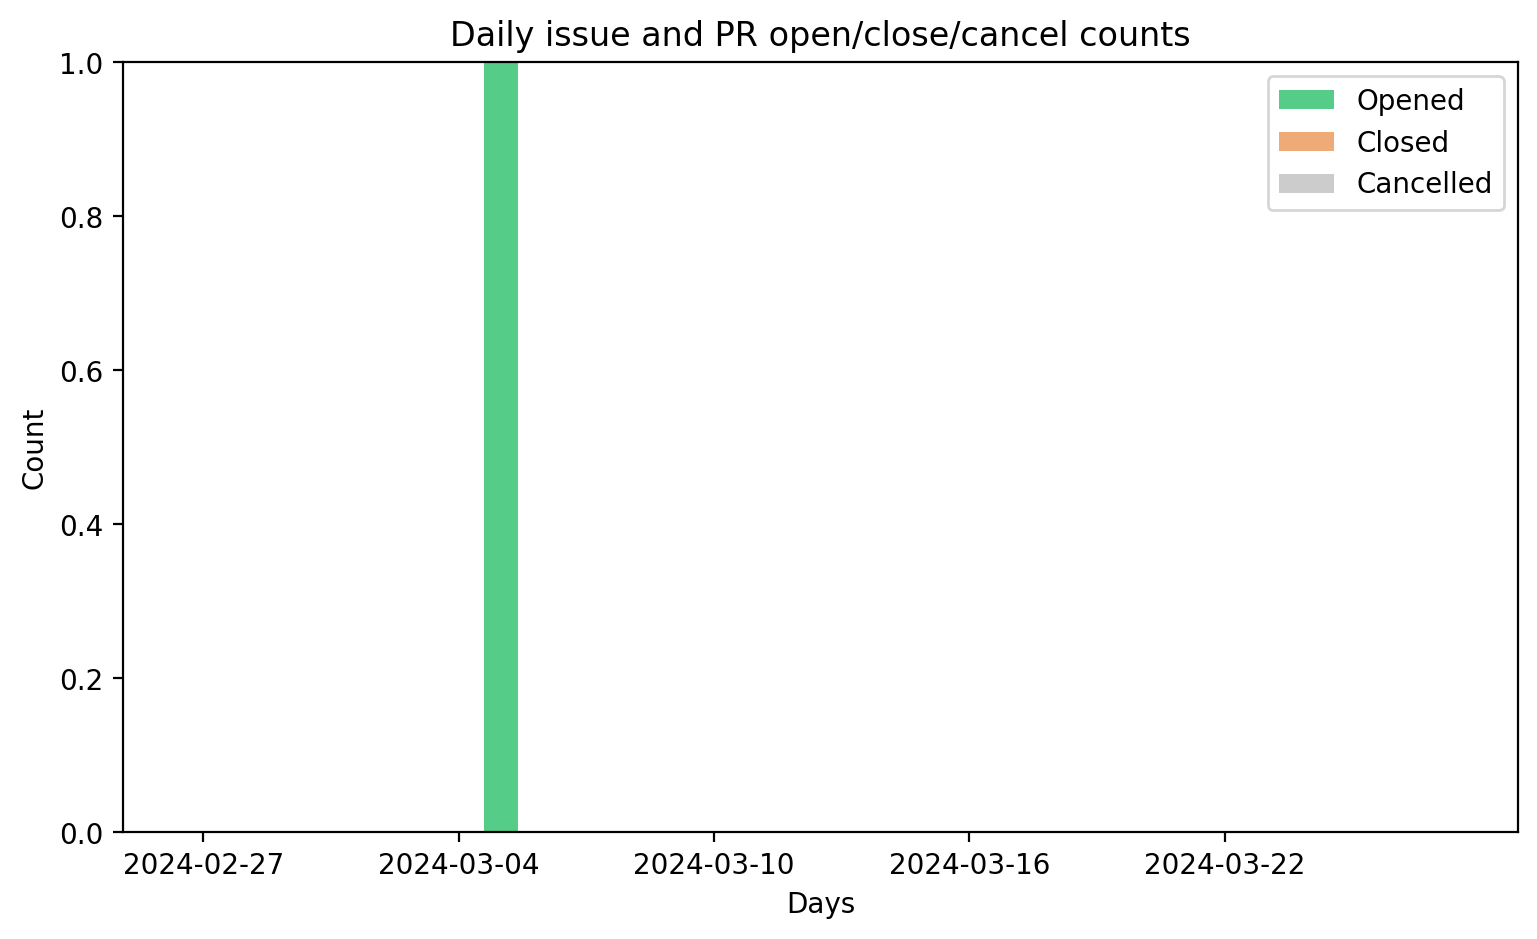 Daily issue and PR open/close/cancel counts
1.0
0.8
0.6
0.4
0.2
0.0
Count
Opened
Closed
Cancelled
2024-02-27
2024-03-04
2024-03-10
2024-03-16
2024-03-22
Days